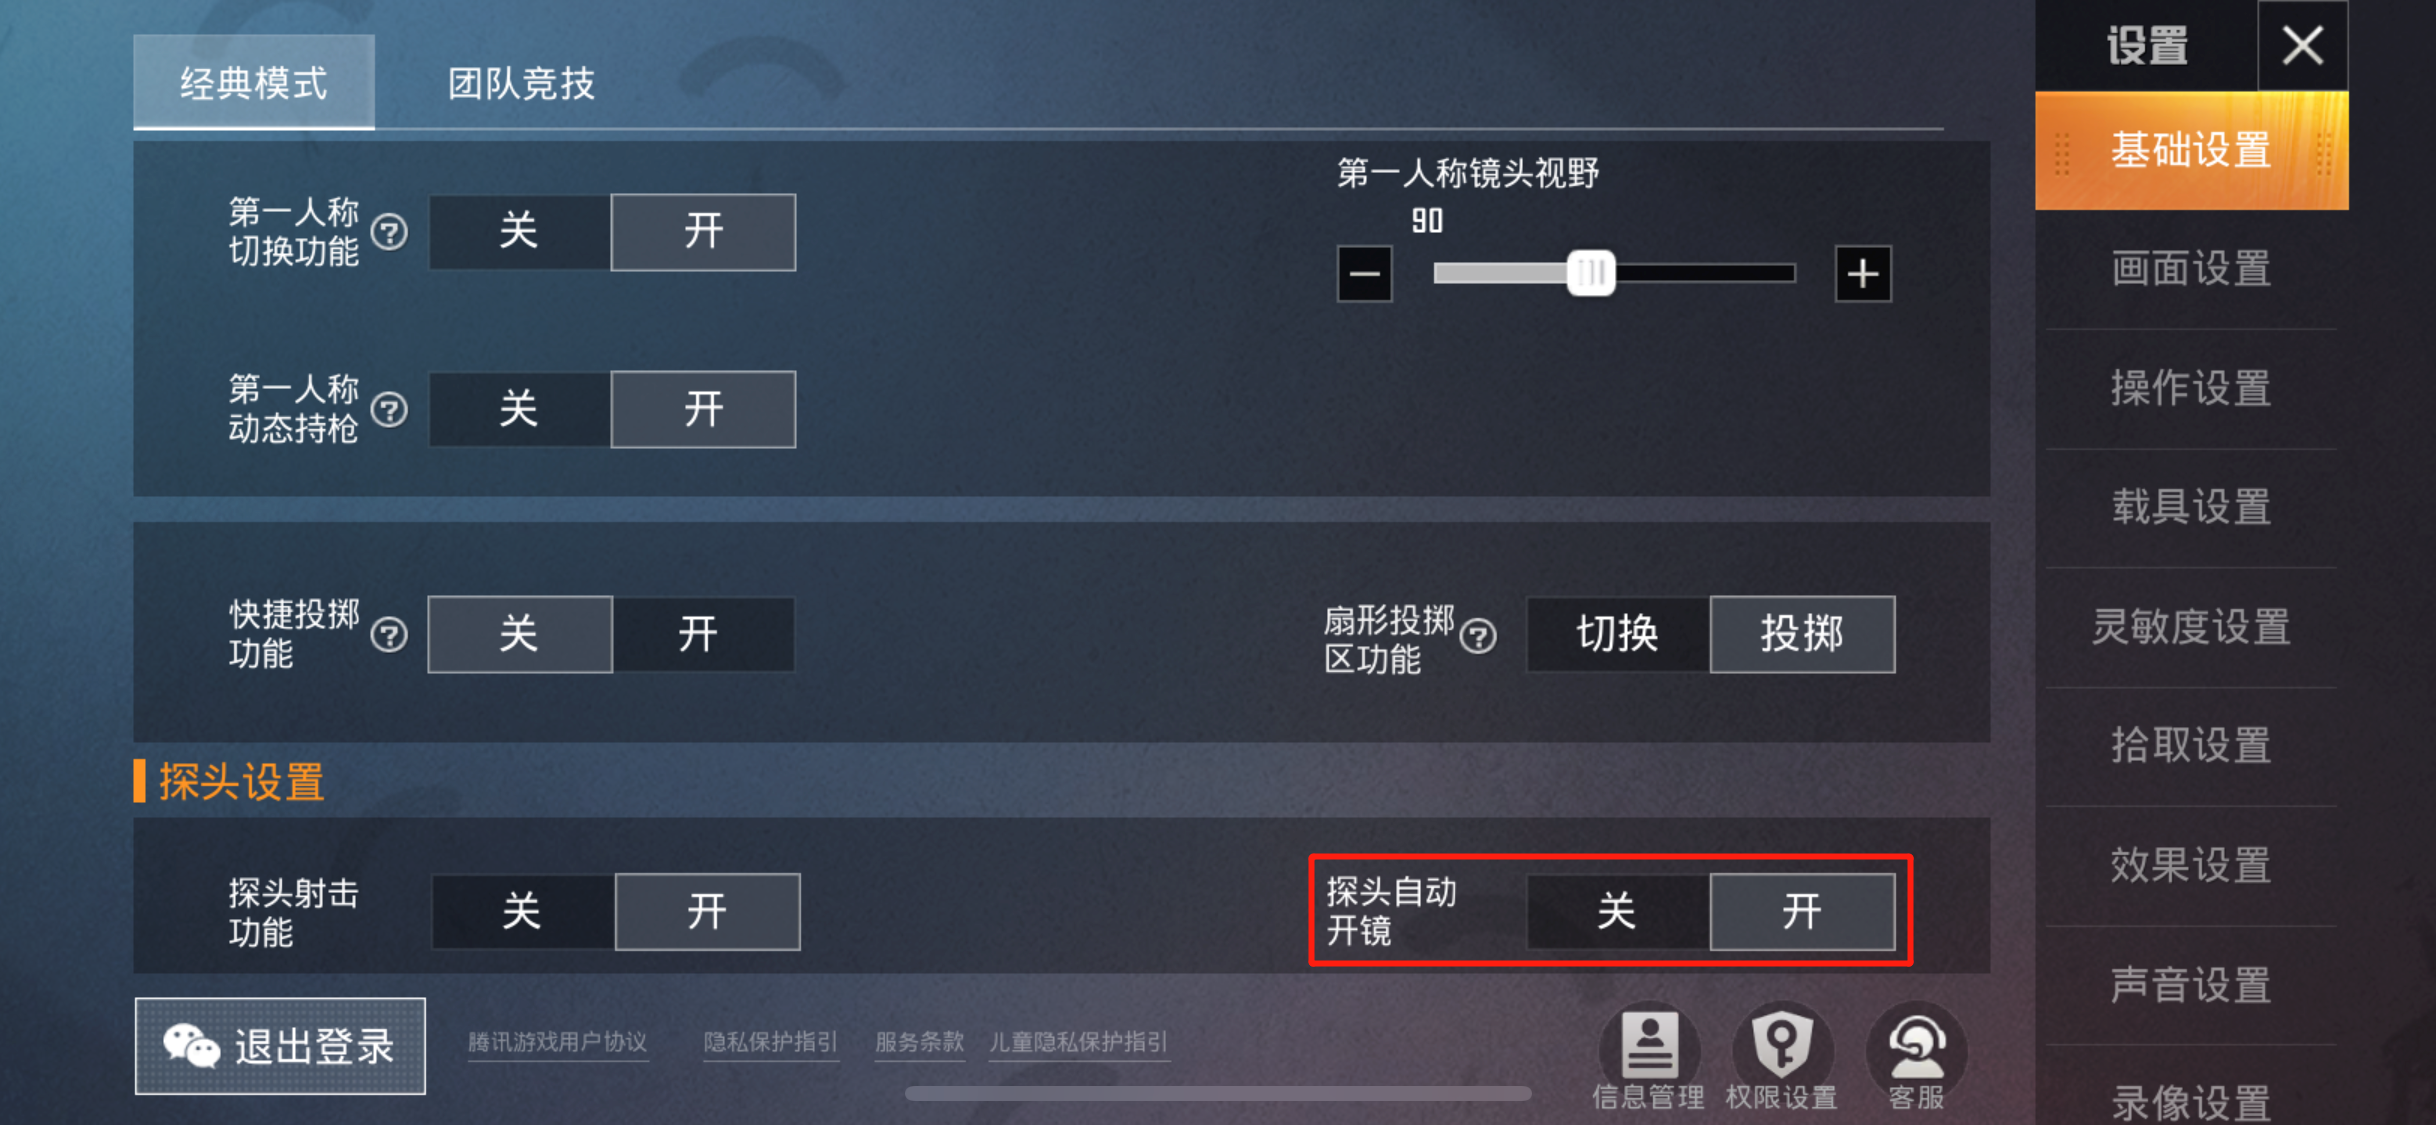 经典模式
团队竞技
设置
基础设置
画面设置
操作设置
载具设置
灵敏度设置
拾取设置
效果设置
声音设置
录像设置
第一人称
切换功能
?
关
开
第一人称镜头视野
90
第一人称
动态持枪
?
关
开
快捷投掷
功能
?
关
开
扇形投掷
区功能
?
切换
投掷
探头设置
探头射击
功能
关
开
探头自动
开镜
关
开
退出登录
腾讯游戏用户协议
隐私保护指引
服务条款
儿童隐私保护指引
信息管理
权限设置
客服